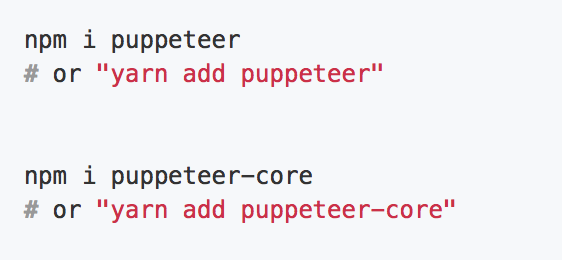 npm i puppeteer
# or "yarn add puppeteer"
npm i puppeteer-core
# or "yarn add puppeteer-core"